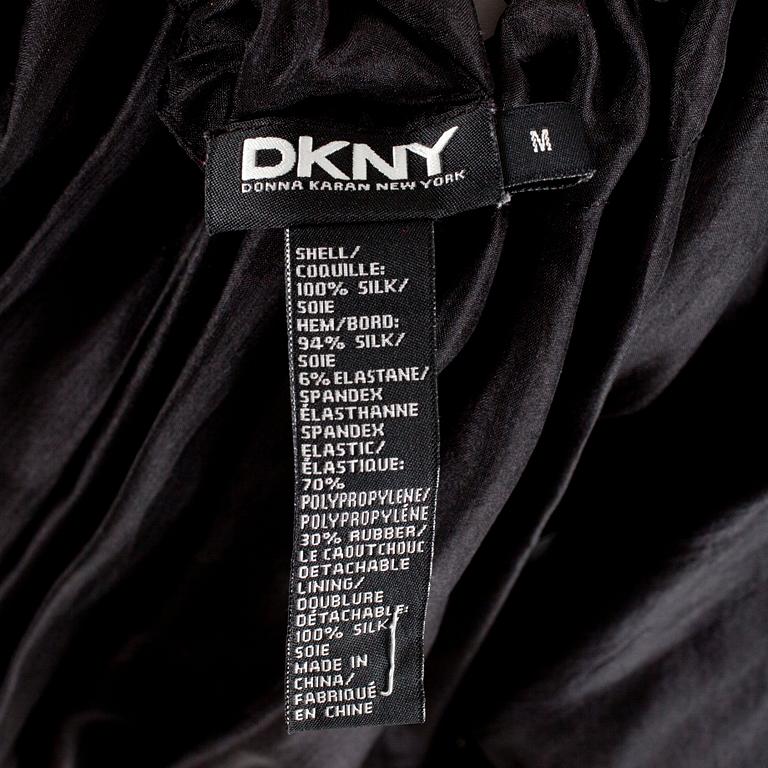 DKNY
DONNA KARAN NEW YORK
M
SHELL/
COQUILLE:
100% SILK/
SOIE
HEM/BORD:
94% SILK/
SOIE
6% ELASTANE/
SPANDEX
ÉLASTHANNE
SPANDEX
ELASTIC/
ÉLASTIQUE:
70%
POLYPROPYLENE/
POLYPROPYLÉNE
30% RUBBER/
LE CAOUTCHOUC
DETACHABLE
LINING/
DOUBLURE
DÉTACHABLE:
100% SILK/
SOIE
MADE IN
CHINA/
FABRIQUÉ
EN CHINE